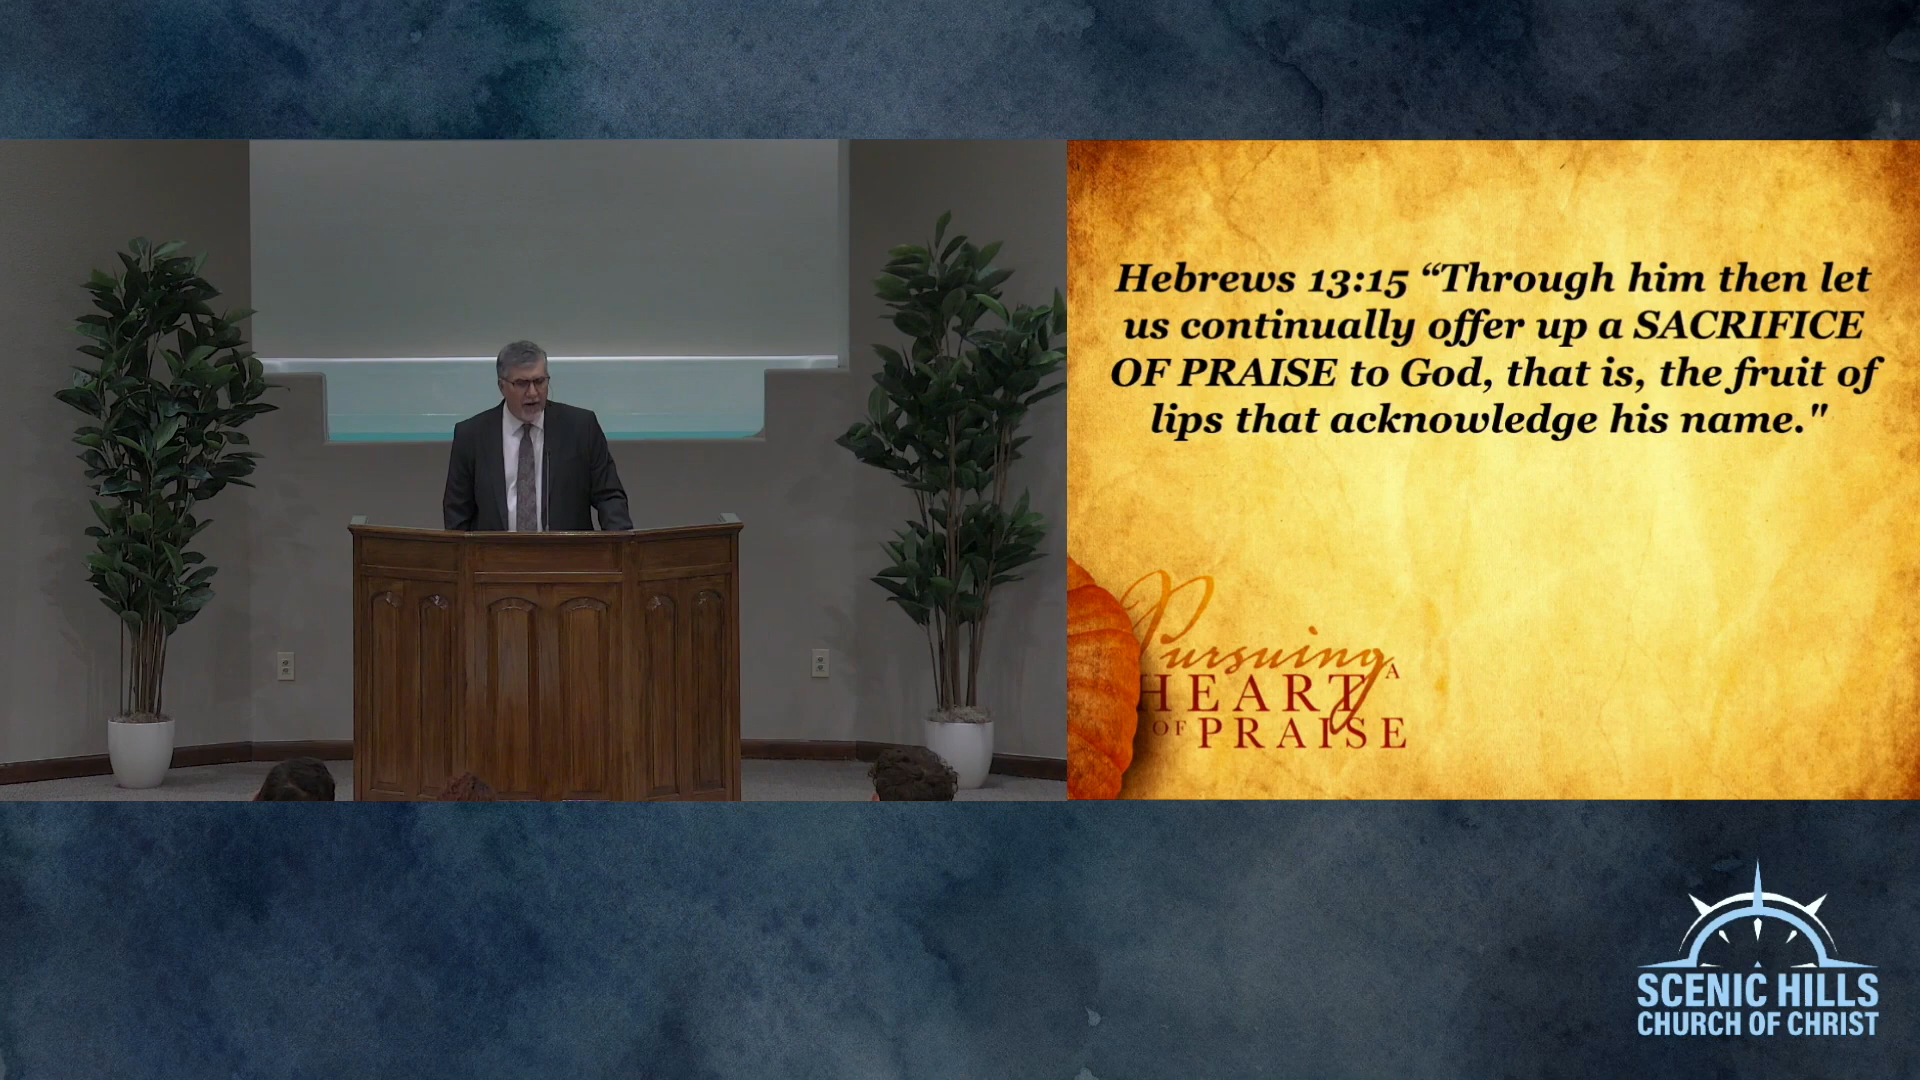 Hebrews 13:15 “Through him then let
us continually offer up a SACRIFICE
OF PRAISE to God, that is, the fruit of
lips that acknowledge his name."
Pursuing A
HEART
OF PRAISE
SCENIC HILLS
CHURCH OF CHRIST